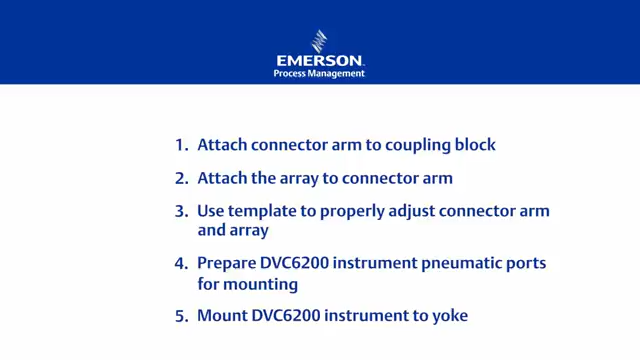 EMERSON
Process Management
1. Attach connector arm to coupling block
2. Attach the array to connector arm
3. Use template to properly adjust connector arm
and array
4. Prepare DVC6200 instrument pneumatic ports
for mounting
5. Mount DVC6200 instrument to yoke